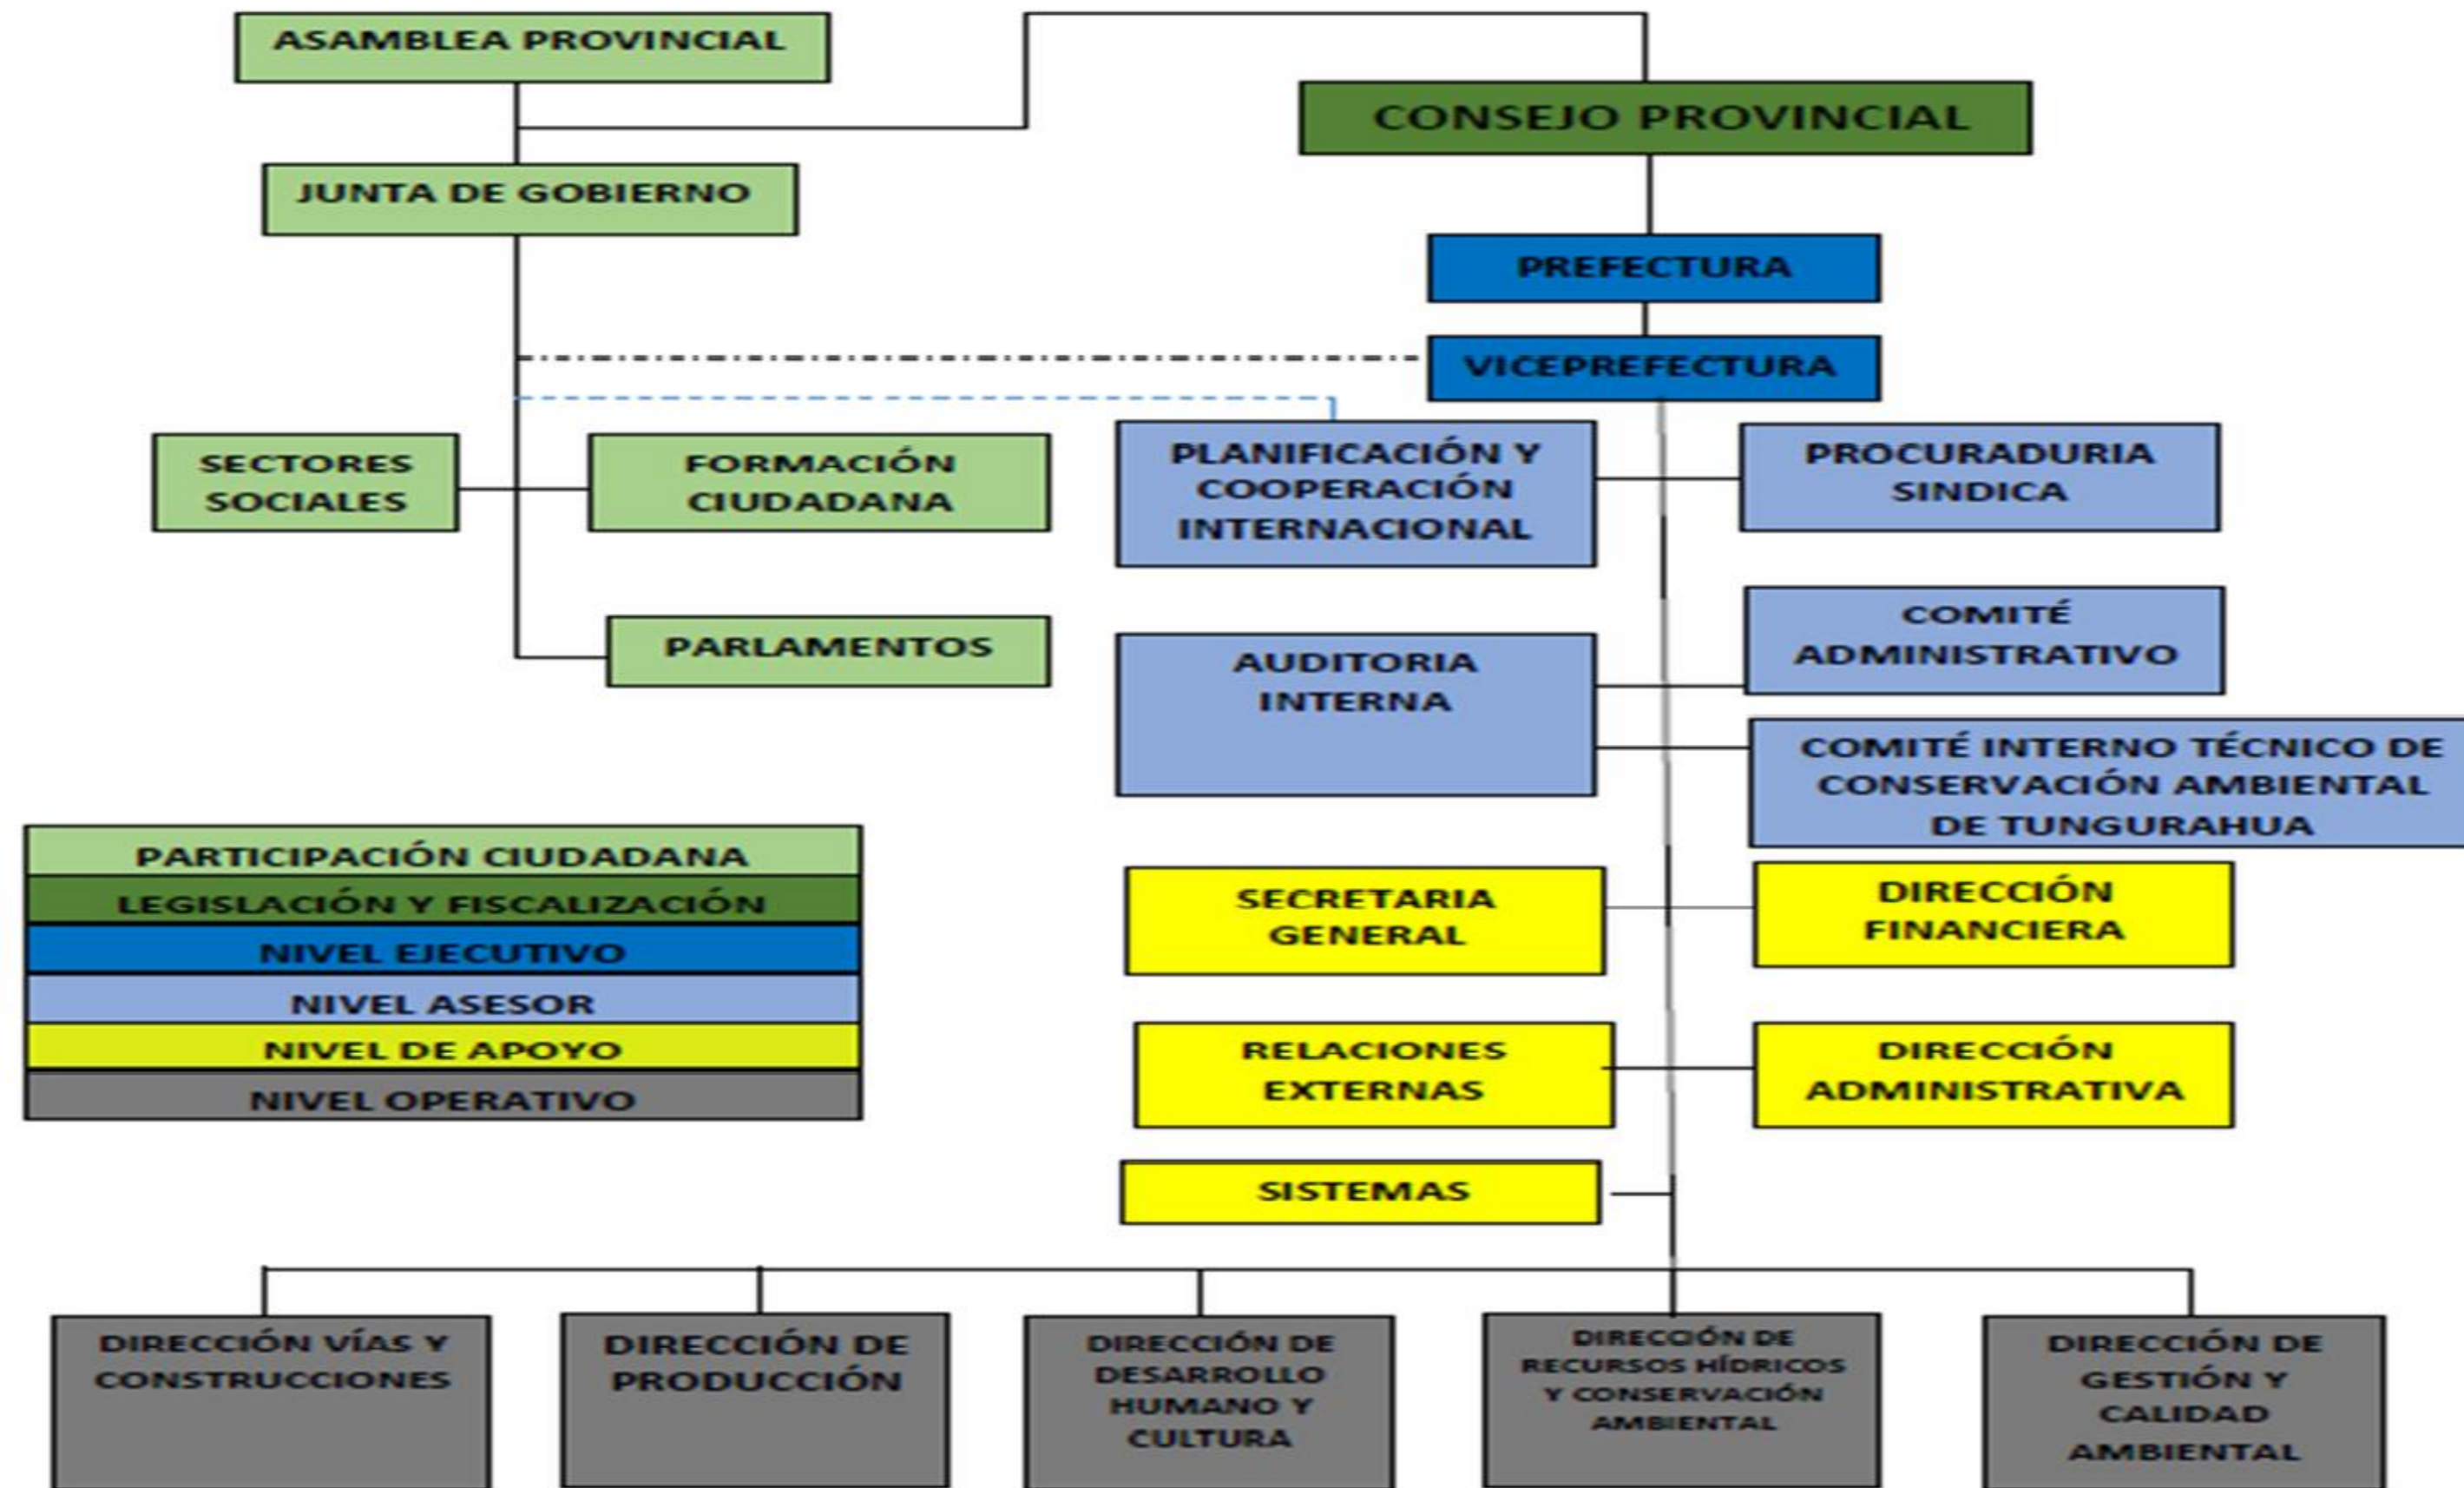 ASAMBLEA PROVINCIAL
CONSEJO PROVINCIAL
JUNTA DE GOBIERNO
PREFECTURA
VICEPREFECTURA
SECTORES
SOCIALES
FORMACIÓN
CIUDADANA
PLANIFICACIÓN Y
COOPERACIÓN
INTERNACIONAL
PROCURADURIA
SINDICA
PARLAMENTOS
AUDITORIA
INTERNA
COMITÉ
ADMINISTRATIVO
COMITÉ INTERNO TÉCNICO DE
CONSERVACIÓN AMBIENTAL
DE TUNGURAHUA
PARTICIPACIÓN CIUDADANA
LEGISLACIÓN Y FISCALIZACIÓN
NIVEL EJECUTIVO
NIVEL ASESOR
NIVEL DE APOYO
NIVEL OPERATIVO
SECRETARIA
GENERAL
DIRECCIÓN
FINANCIERA
RELACIONES
EXTERNAS
DIRECCIÓN
ADMINISTRATIVA
SISTEMAS
DIRECCIÓN VÍAS Y
CONSTRUCCIONES
DIRECCIÓN DE
PRODUCCIÓN
DIRECCIÓN DE
DESARROLLO
HUMANO Y
CULTURA
DIRECCIÓN DE
RECURSOS HÍDRICOS
Y CONSERVACIÓN
AMBIENTAL
DIRECCIÓN DE
GESTIÓN Y
CALIDAD
AMBIENTAL